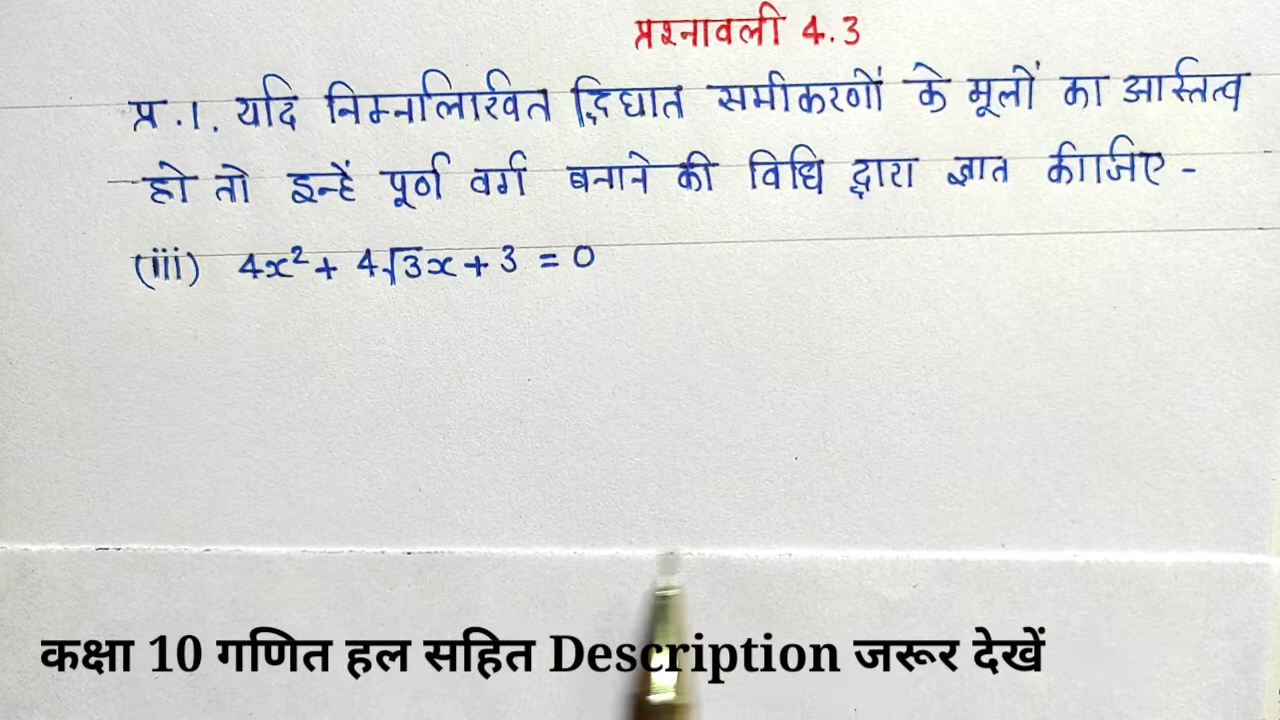 प्रश्नावली 4.3
प्र.1. यदि निम्नलिखित द्विघात समीकरणों के मूलों का अस्तित्व
हो तो इन्हें पूर्ण वर्ग बनाने की विधि द्वारा ज्ञात कीजिए -
(iii) 4x² + 4√3x + 3 = 0
कक्षा 10 गणित हल सहित Description जरूर देखें